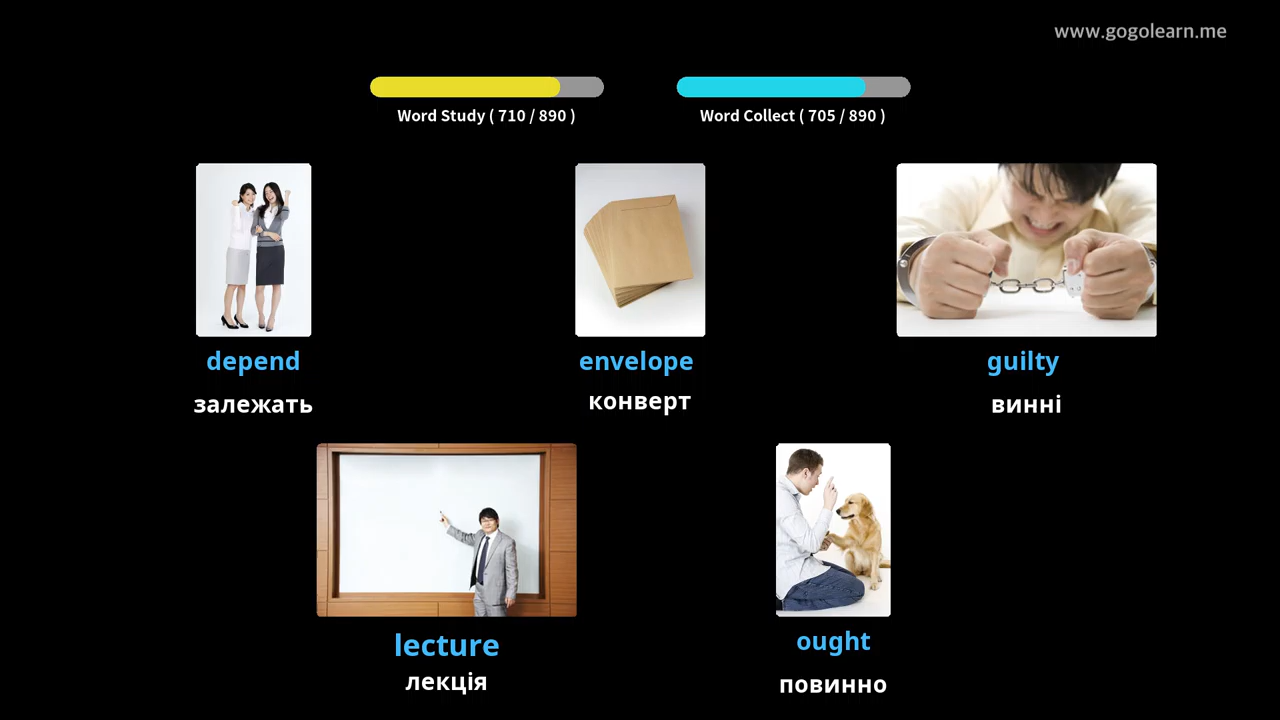 www.gogolearn.me
Word Study ( 710 / 890 )
Word Collect ( 705 / 890 )
depend
залежать
envelope
конверт
guilty
винні
lecture
лекція
ought
повинно